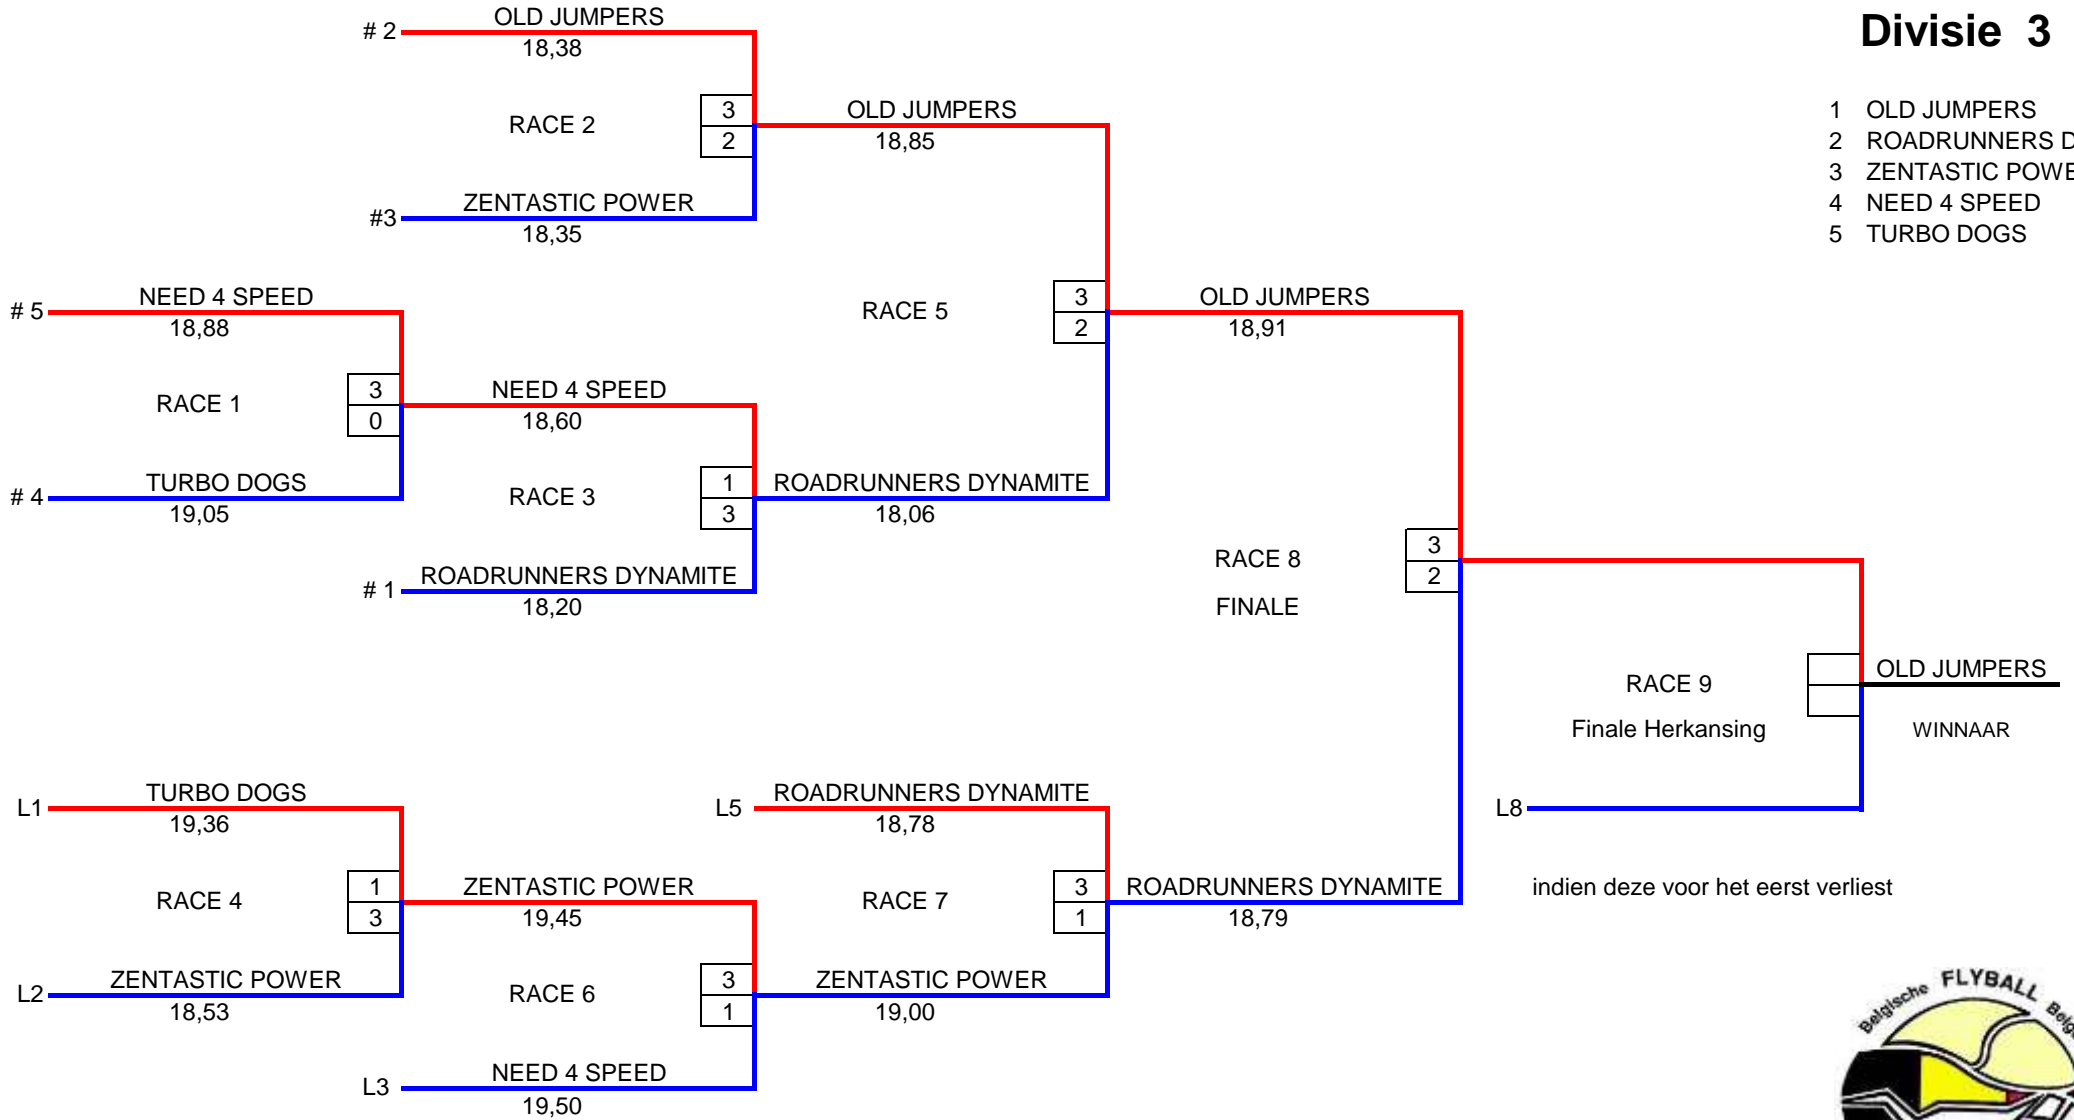 Divisie 3
1 OLD JUMPERS
2 ROADRUNNERS D
3 ZENTASTIC POWE
4 NEED 4 SPEED
5 TURBO DOGS
# 2 OLD JUMPERS
18,38
RACE 2
3
2
#3 ZENTASTIC POWER
18,35
OLD JUMPERS
18,85
# 5 NEED 4 SPEED
18,88
RACE 1
3
0
# 4 TURBO DOGS
19,05
NEED 4 SPEED
18,60
RACE 3
1
3
# 1 ROADRUNNERS DYNAMITE
18,20
RACE 5
3
2
ROADRUNNERS DYNAMITE
18,06
OLD JUMPERS
18,91
RACE 8
FINALE
3
2
RACE 9
Finale Herkansing
OLD JUMPERS
WINNAAR
L8
indien deze voor het eerst verliest
L1 TURBO DOGS
19,36
RACE 4
1
3
L2 ZENTASTIC POWER
18,53
ZENTASTIC POWER
19,45
RACE 6
3
1
L3 NEED 4 SPEED
19,50
L5 ROADRUNNERS DYNAMITE
18,78
RACE 7
3
1
ZENTASTIC POWER
19,00
ROADRUNNERS DYNAMITE
18,79
Belgische FLYBALL Belg